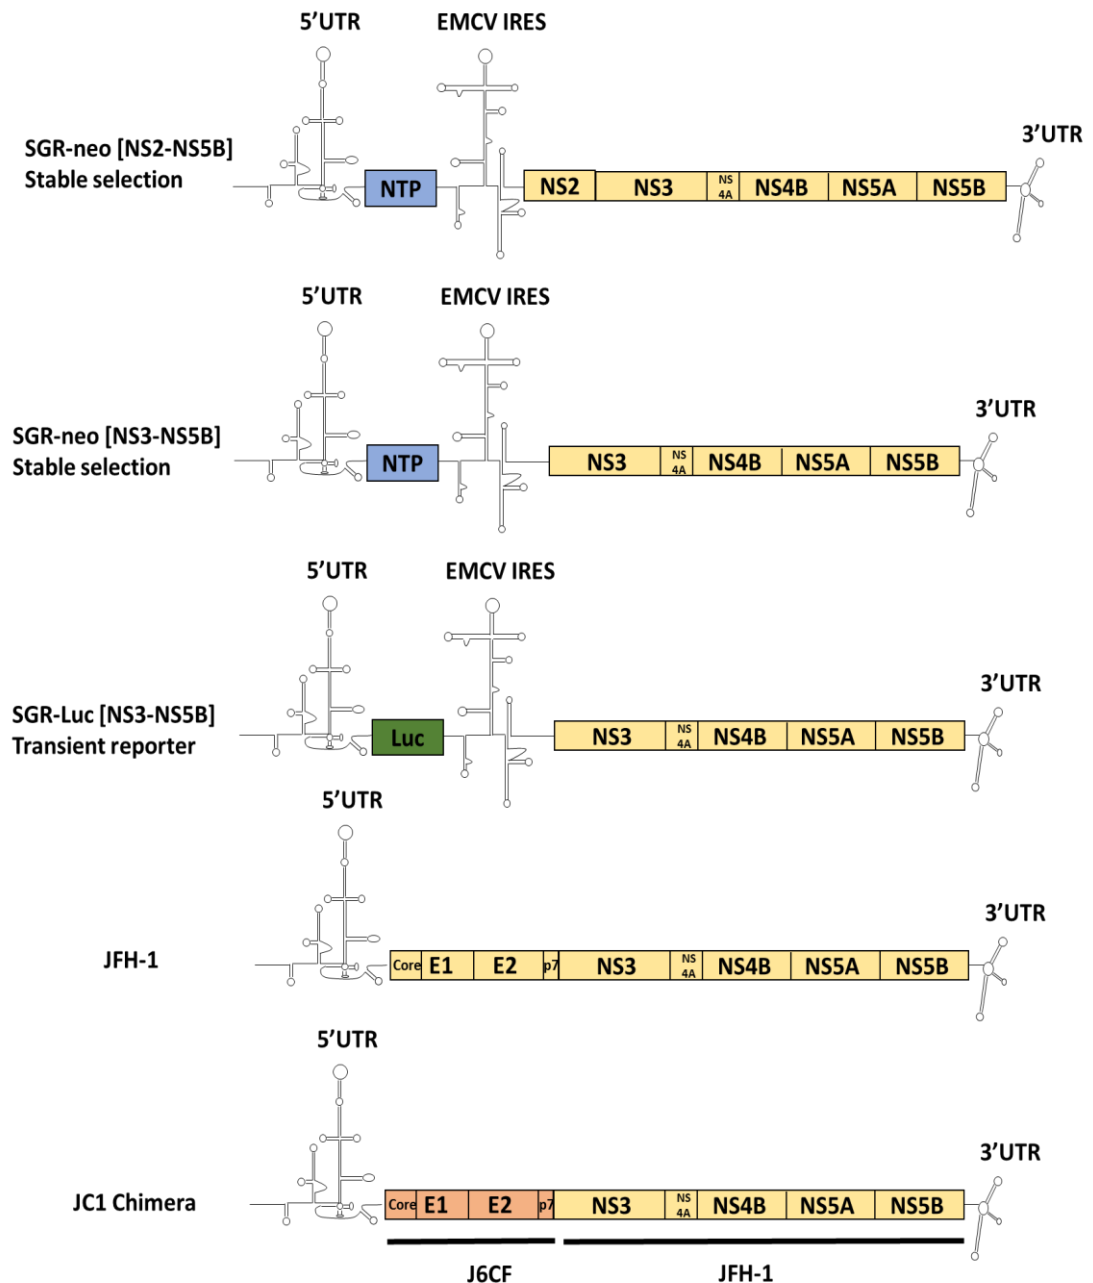 5'UTR EMCV IRES
3'UTR
SGR-neo [NS2-NS5B]
Stable selection
NTP NS2 NS3 NS NS4B NS5A NS5B
4A
5'UTR EMCV IRES
3'UTR
SGR-neo [NS3-NS5B]
Stable selection
NTP NS3 NS NS4B NS5A NS5B
4A
5'UTR EMCV IRES
3'UTR
SGR-Luc [NS3-NS5B]
Transient reporter
Luc NS3 NS NS4B NS5A NS5B
4A
5'UTR
3'UTR
JFH-1
Core E1 E2 p7 NS3 NS NS4B NS5A NS5B
4A
5'UTR
3'UTR
JC1 Chimera
Core E1 E2 p7 NS3 NS NS4B NS5A NS5B
4A
J6CF JFH-1